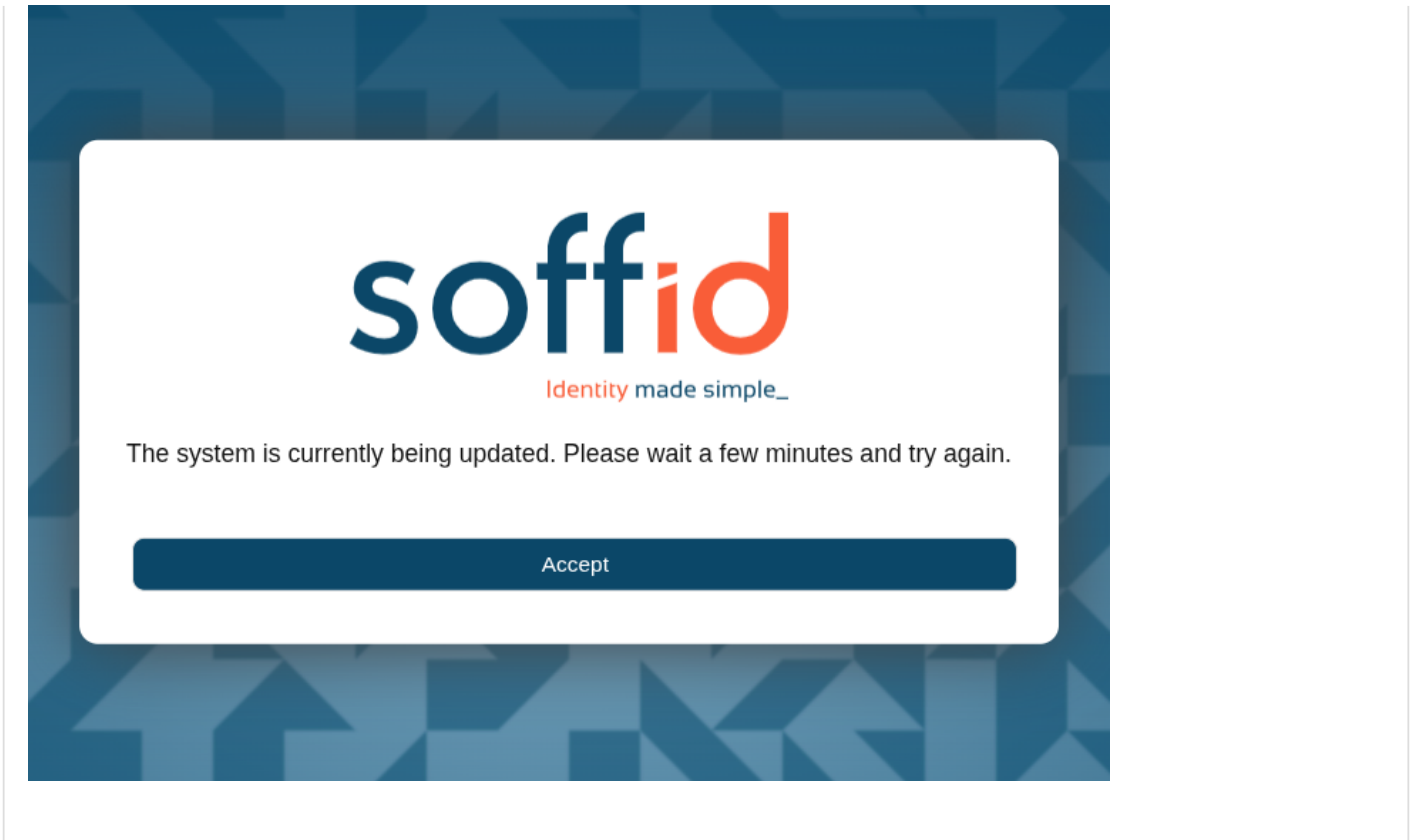 soffid
Identity made simple_
The system is currently being updated. Please wait a few minutes and try again.
Accept